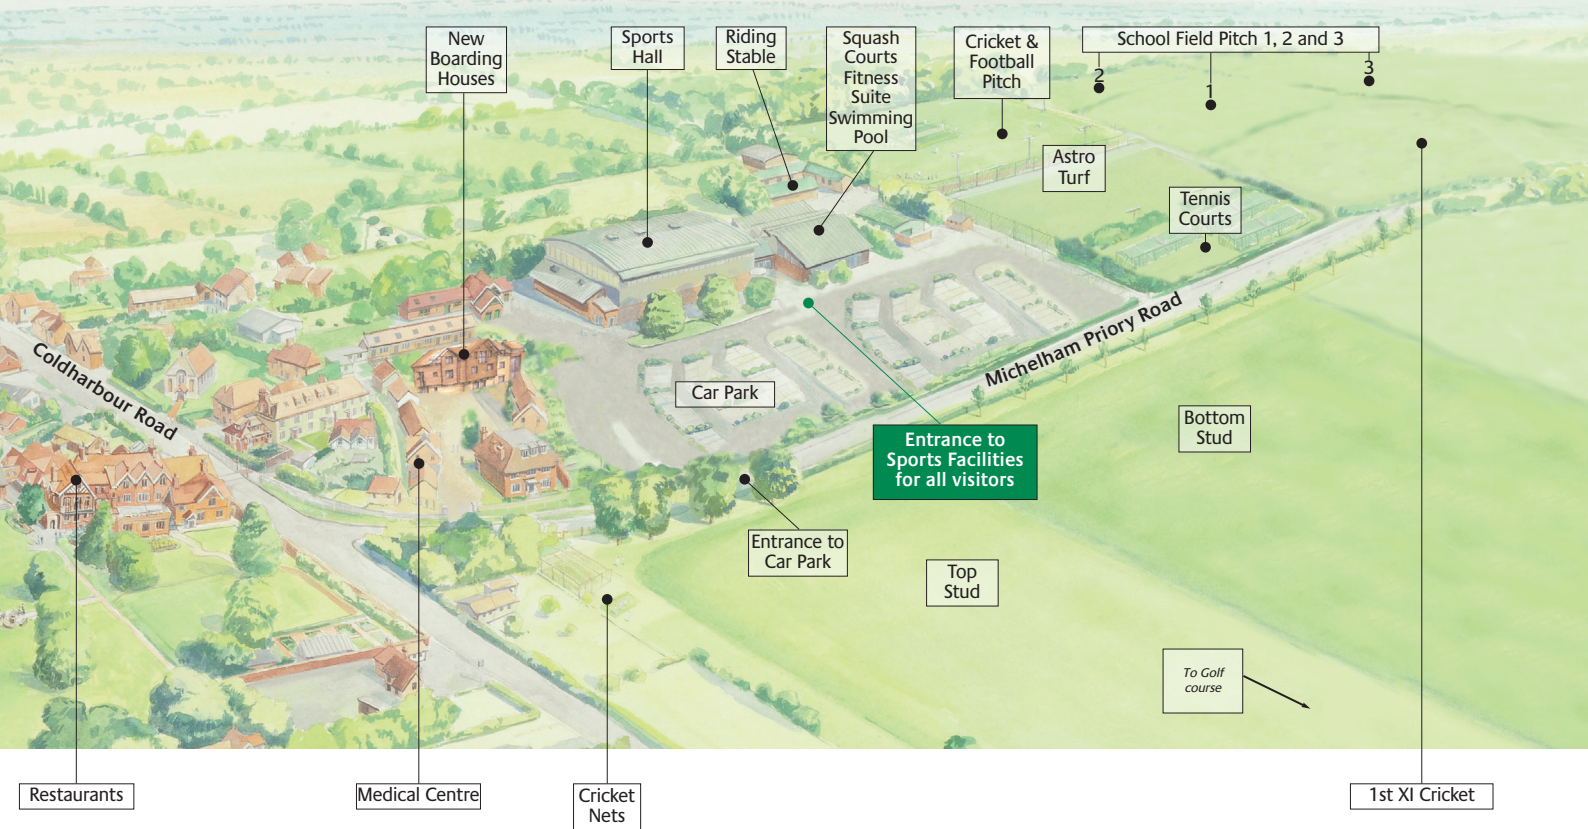 New
Boarding
Houses
Sports
Hall
Riding
Stable
Squash
Courts
Fitness
Suite
Swimming
Pool
Cricket &
Football
Pitch
School Field Pitch 1, 2 and 3
2
1
3
Astro
Turf
Tennis
Courts
Michelham Priory Road
Coldharbour Road
Car Park
Bottom
Stud
Entrance to
Sports Facilities
for all visitors
Entrance to
Car Park
Top
Stud
To Golf
course
Restaurants
Medical Centre
Cricket
Nets
1st XI Cricket